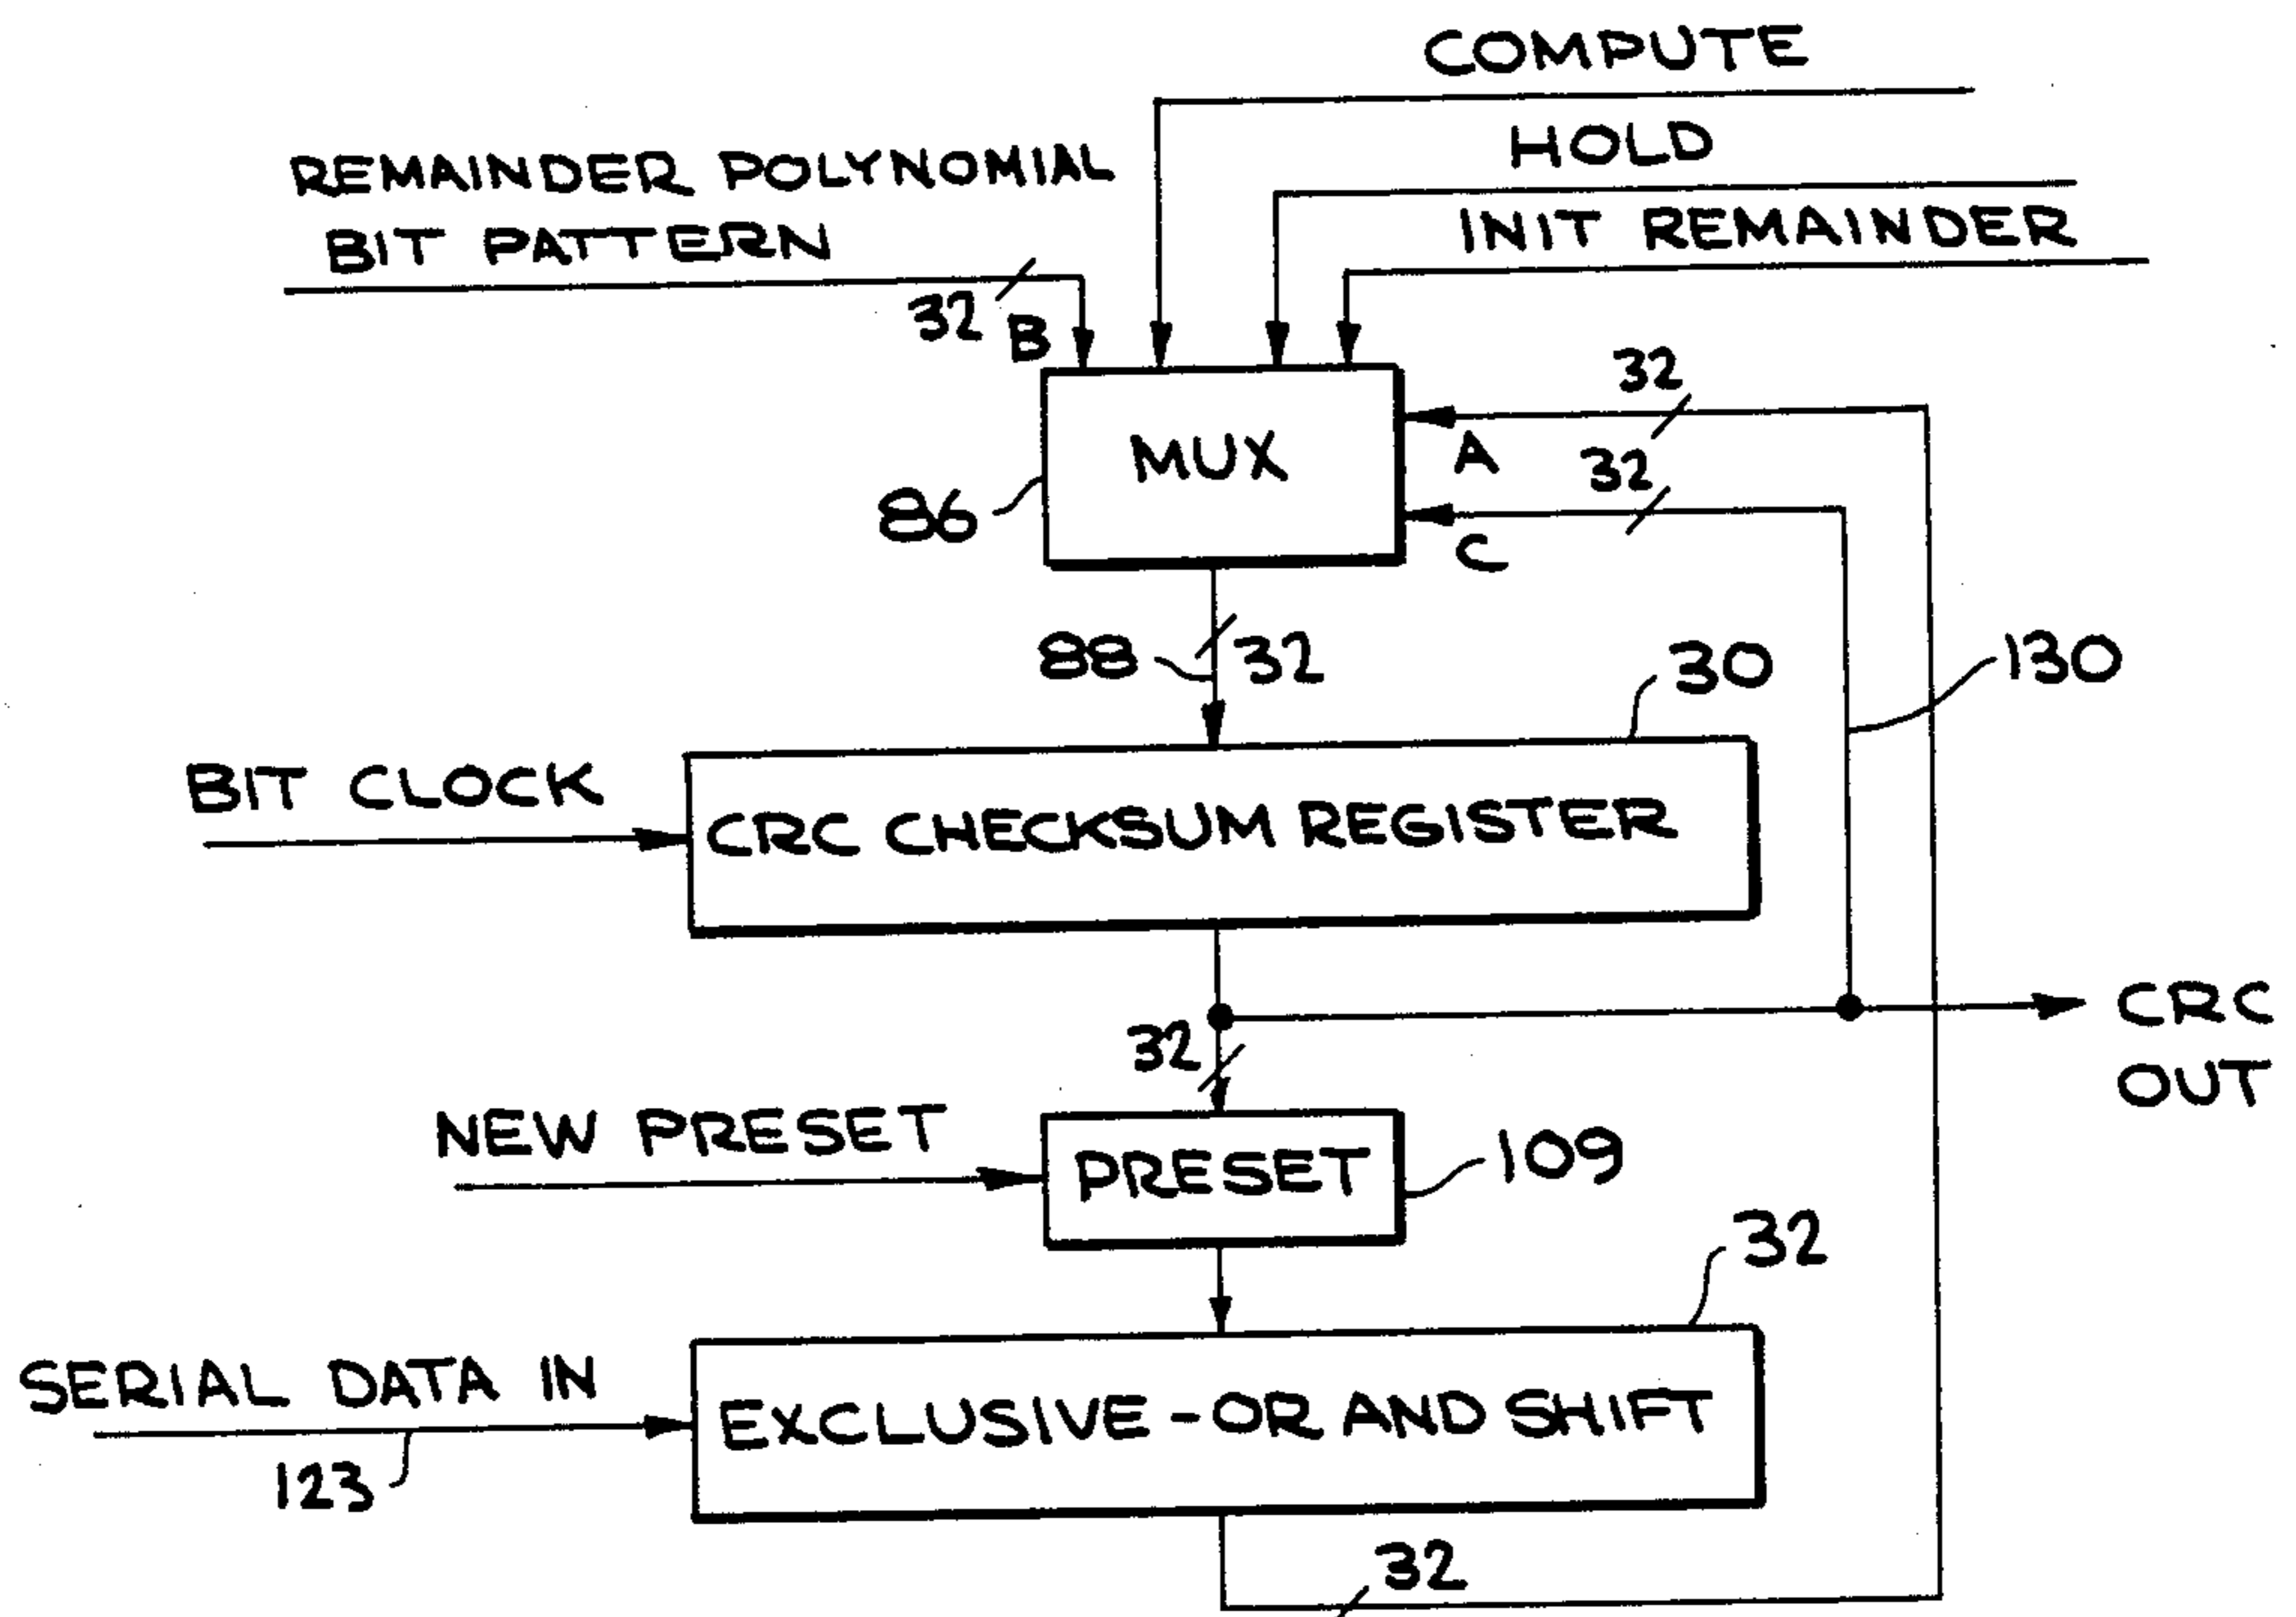 COMPUTE
HOLD
REMAINDER POLYNOMIAL
BIT PATTERN
INIT REMAINDER
32
B
32
MUX
A
32
86
C
88
32
30
130
BIT CLOCK
CRC CHECKSUM REGISTER
CRC
OUT
32
NEW PRESET
PRESET
109
32
SERIAL DATA IN
EXCLUSIVE-OR AND SHIFT
123
32